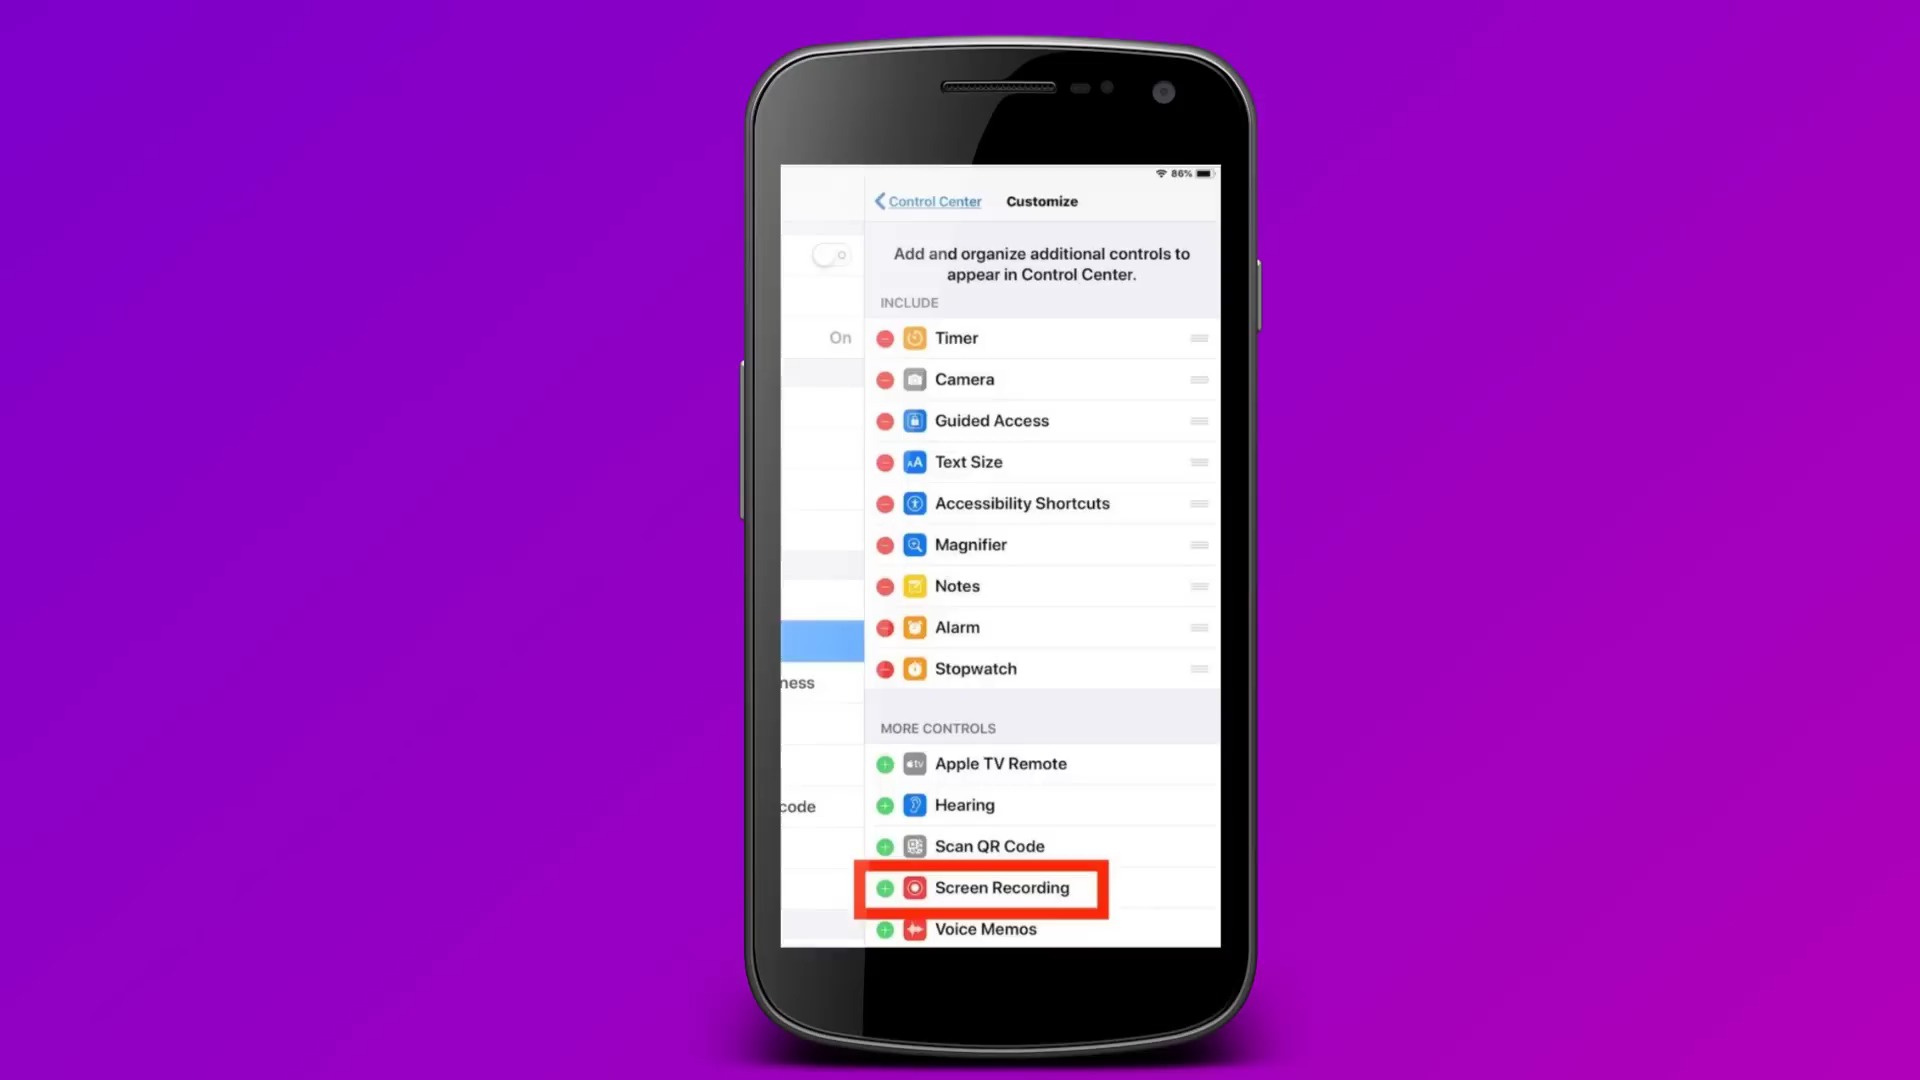 86%
Control Center
Customize
Add and organize additional controls to
appear in Control Center.
INCLUDE
Timer
On
Camera
Guided Access
AA Text Size
Accessibility Shortcuts
Magnifier
Notes
Alarm
Stopwatch
ness
MORE CONTROLS
tv Apple TV Remote
Hearing
code
Scan QR Code
Screen Recording
Voice Memos